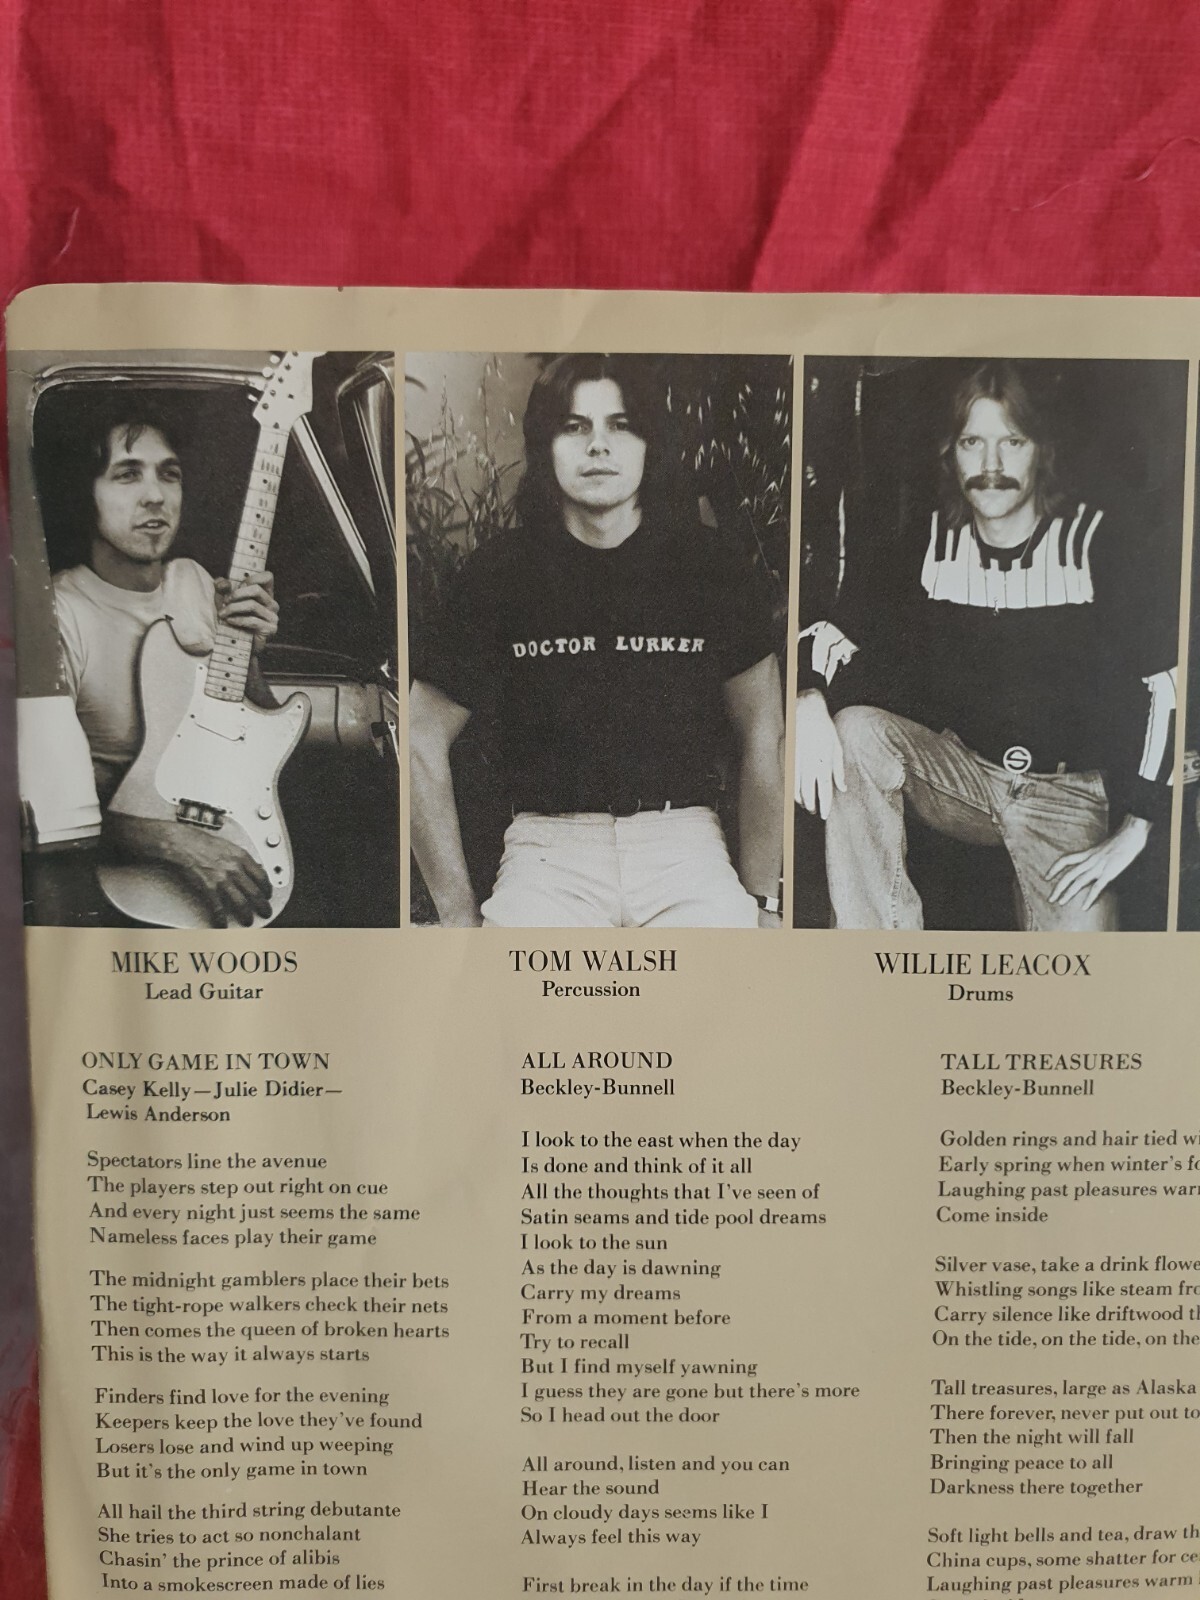 DOCTOR LURKER
S
MIKE WOODS
Lead Guitar
TOM WALSH
Percussion
WILLIE LEACOX
Drums
ONLY GAME IN TOWN
Casey Kelly—Julie Didier—
Lewis Anderson
Spectators line the avenue
The players step out right on cue
And every night just seems the same
Nameless faces play their game
The midnight gamblers place their bets
The tight-rope walkers check their nets
Then comes the queen of broken hearts
This is the way it always starts
Finders find love for the evening
Keepers keep the love they've found
Losers lose and wind up weeping
But it's the only game in town
All hail the third string debutante
She tries to act so nonchalant
Chasin' the prince of alibis
Into a smokescreen made of lies
ALL AROUND
Beckley-Bunnell
I look to the east when the day
Is done and think of it all
All the thoughts that I've seen of
Satin seams and tide pool dreams
I look to the sun
As the day is dawning
Carry my dreams
From a moment before
Try to recall
But I find myself yawning
I guess they are gone but there's more
So I head out the door
All around, listen and you can
Hear the sound
On cloudy days seems like I
Always feel this way
First break in the day if the time
TALL TREASURES
Beckley-Bunnell
Golden rings and hair tied
Early spring when winter's
Laughing past pleasures
Come inside
Silver vase, take a drink
Whistling songs like steam
Carry silence like driftwood
On the tide, on the tide, on the
Tall treasures, large as Alaska
There forever, never put out to
Then the night will fall
Bringing peace to all
Darkness there together
Soft light bells and tea, draw
China cups, some shatter for
Laughing past pleasures warm